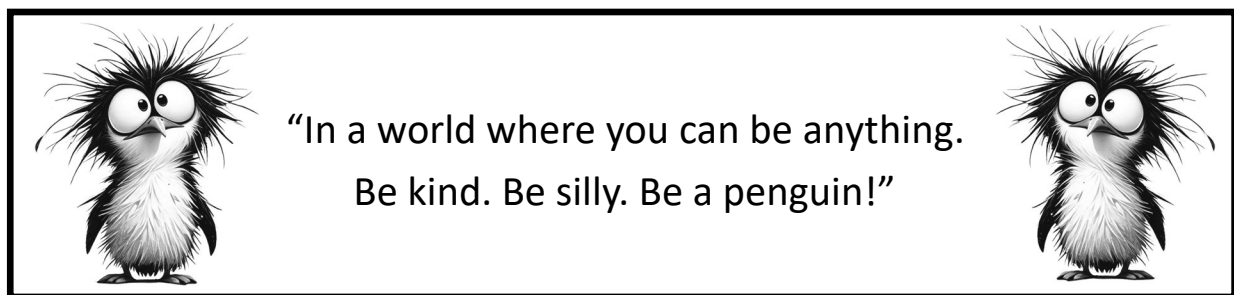 “In a world where you can be anything.
Be kind. Be silly. Be a penguin!”